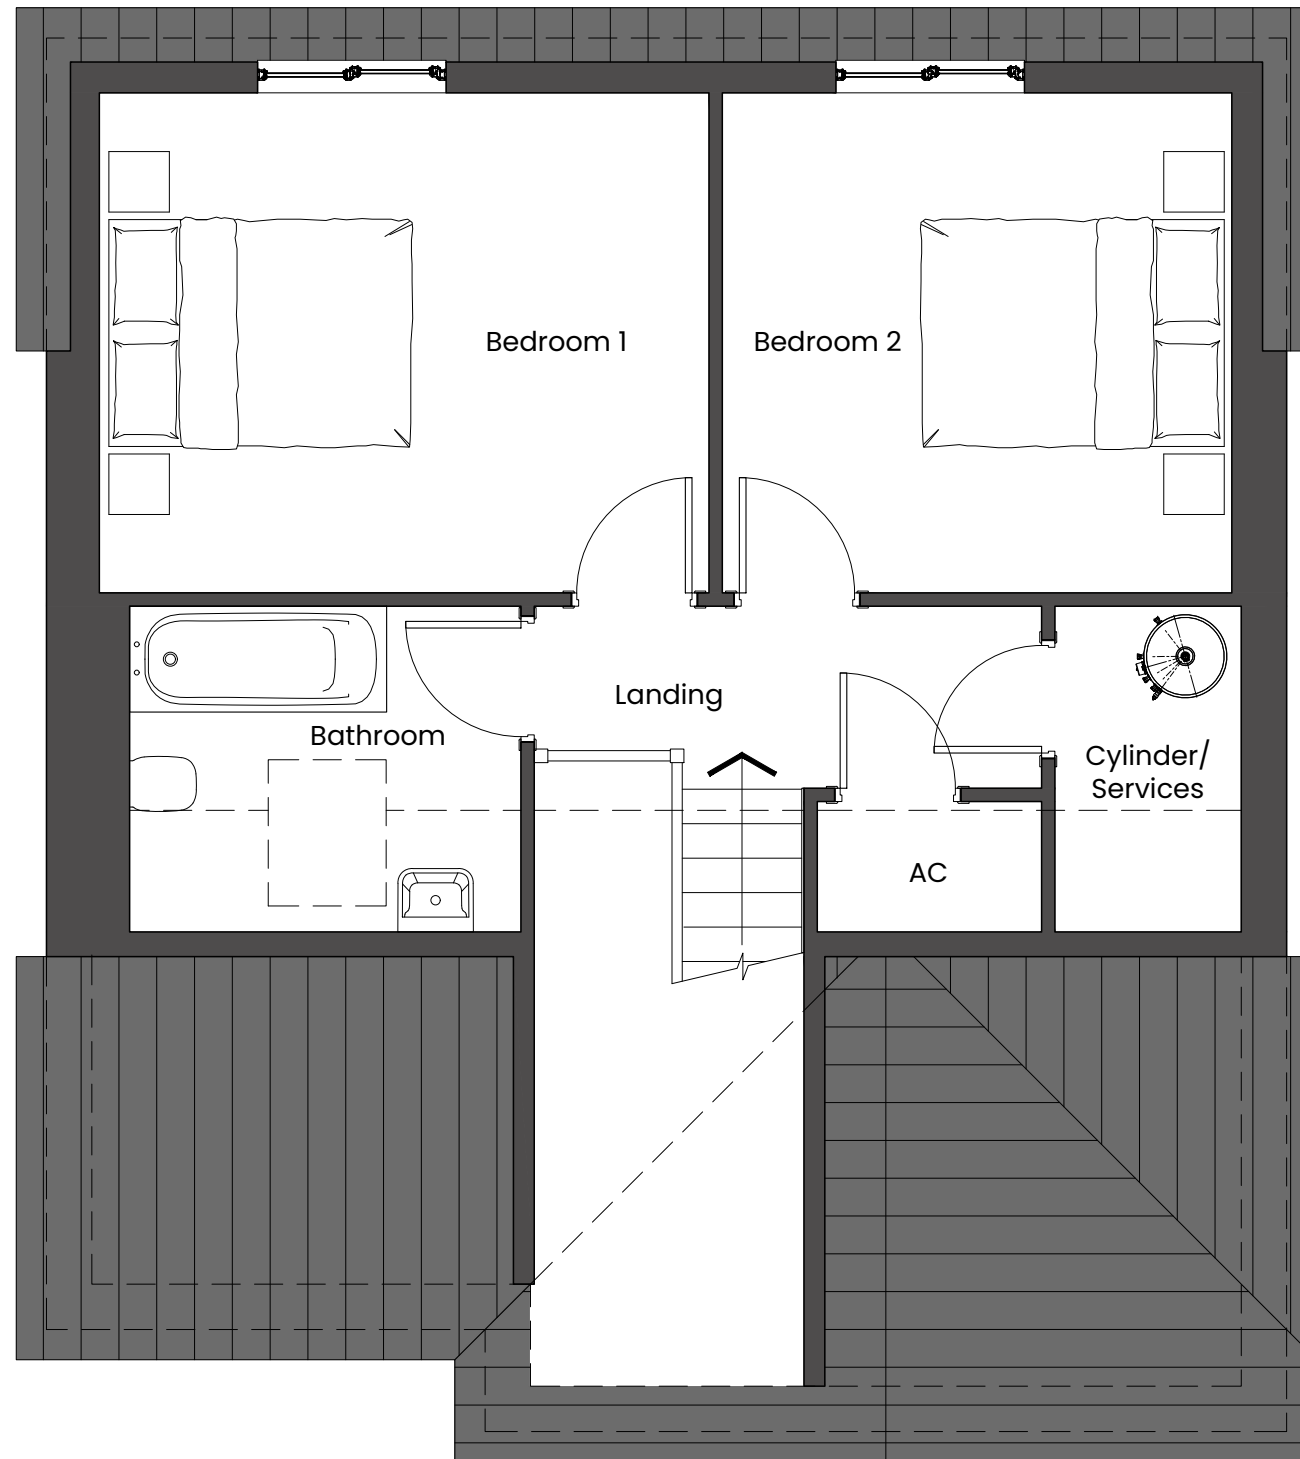 Bedroom 1
Bedroom 2
Landing
Bathroom
Cylinder/
Services
AC